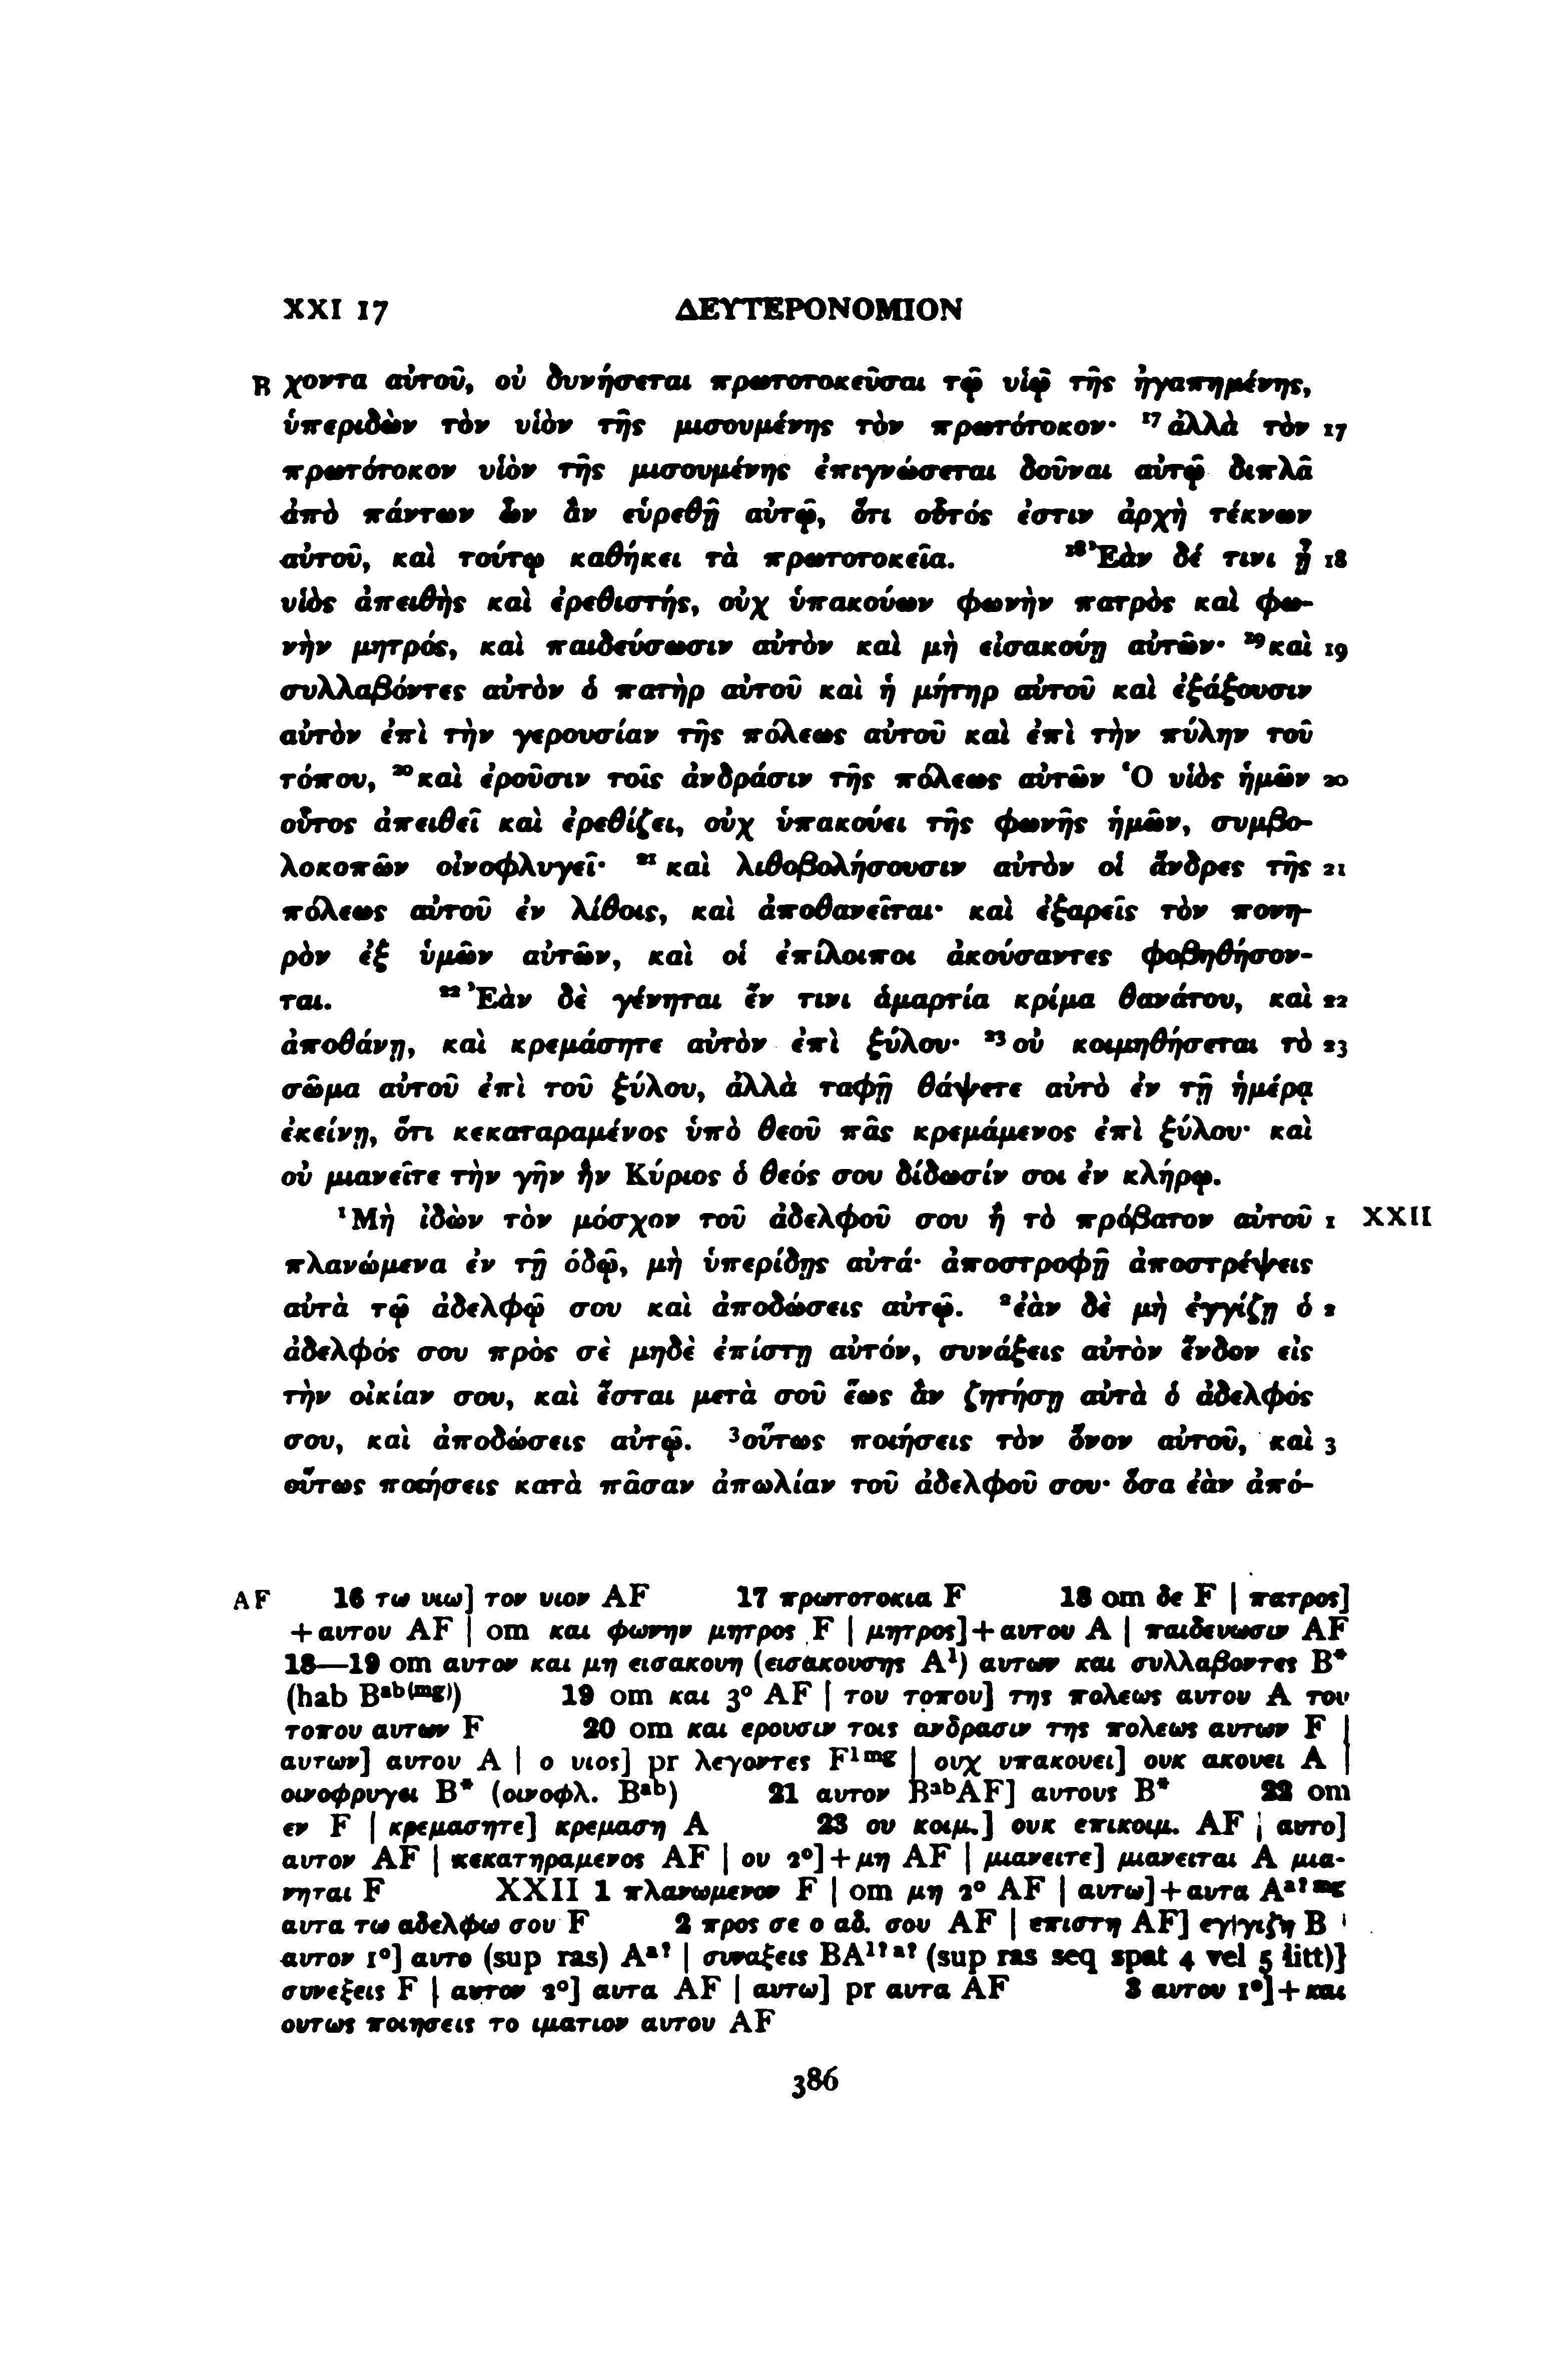 XXI 17 ΔΕΥΤΕΡΟΝΟΜΙΟΝ
B χοντα αὐτοῦ, οὐ δυνήσεται πρωτοτοκεῦσαι τῷ υἱῷ τῆς ἠγαπημένης,
ὑπεριδὼν τὸν υἱὸν τῆς μισουμένης τὸν πρωτότοκον· ¹⁷ἀλλὰ τὸν 17
πρωτότοκον υἱὸν τῆς μισουμένης ἐπιγνώσεται δοῦναι αὐτῷ διπλᾶ
ἀπὸ πάντων ὧν ἂν εὑρεθῇ αὐτῷ, ὅτι οὗτός ἐστιν ἀρχὴ τέκνων
αὐτοῦ, καὶ τούτῳ καθήκει τὰ πρωτοτοκεῖα. ¹⁸Ἐὰν δέ τινι ᾖ 18
υἱὸς ἀπειθὴς καὶ ἐρεθιστής, οὐχ ὑπακούων φωνὴν πατρὸς καὶ φω-
νὴν μητρός, καὶ παιδεύσωσιν αὐτὸν καὶ μὴ εἰσακούῃ αὐτῶν· ¹⁹καὶ 19
συλλαβόντες αὐτὸν ὁ πατὴρ αὐτοῦ καὶ ἡ μήτηρ αὐτοῦ καὶ ἐξάξουσιν
αὐτὸν ἐπὶ τὴν γερουσίαν τῆς πόλεως αὐτοῦ καὶ ἐπὶ τὴν πύλην τοῦ
τόπου, ²⁰καὶ ἐροῦσιν τοῖς ἀνδράσιν τῆς πόλεως αὐτῶν Ὁ υἱὸς ἡμῶν 20
οὗτος ἀπειθεῖ καὶ ἐρεθίζει, οὐχ ὑπακούει τῆς φωνῆς ἡμῶν, συμβο-
λοκοπῶν οἰνοφλυγεῖ· ²¹καὶ λιθοβολήσουσιν αὐτὸν οἱ ἄνδρες τῆς 21
πόλεως αὐτοῦ ἐν λίθοις, καὶ ἀποθανεῖται· καὶ ἐξαρεῖς τὸν πονη-
ρὸν ἐξ ὑμῶν αὐτῶν, καὶ οἱ ἐπίλοιποι ἀκούσαντες φοβηθήσον-
ται. ²²Ἐὰν δὲ γένηται ἔν τινι ἁμαρτία κρίμα θανάτου, καὶ 22
ἀποθάνῃ, καὶ κρεμάσητε αὐτὸν ἐπὶ ξύλου· ²³οὐ κοιμηθήσεται τὸ 23
σῶμα αὐτοῦ ἐπὶ τοῦ ξύλου, ἀλλὰ ταφῇ θάψετε αὐτὸ ἐν τῇ ἡμέρᾳ
ἐκείνῃ, ὅτι κεκαταραμένος ὑπὸ θεοῦ πᾶς κρεμάμενος ἐπὶ ξύλου· καὶ
οὐ μιανεῖτε τὴν γῆν ἣν Κύριος ὁ θεός σου δίδωσίν σοι ἐν κλήρῳ.
¹Μὴ ἰδὼν τὸν μόσχον τοῦ ἀδελφοῦ σου ἢ τὸ πρόβατον αὐτοῦ 1 XXII
πλανώμενα ἐν τῇ ὁδῷ, μὴ ὑπερίδῃς αὐτά· ἀποστροφῇ ἀποστρέψεις
αὐτὰ τῷ ἀδελφῷ σου καὶ ἀποδώσεις αὐτῷ. ²ἐὰν δὲ μὴ ἐγγίζῃ ὁ 2
ἀδελφός σου πρὸς σὲ μηδὲ ἐπίστῃ αὐτόν, συνάξεις αὐτὸν ἔνδον εἰς
τὴν οἰκίαν σου, καὶ ἔσται μετὰ σοῦ ἕως ἂν ζητήσῃ αὐτὰ ὁ ἀδελφός
σου, καὶ ἀποδώσεις αὐτῷ. ³οὕτως ποιήσεις τὸν ὄνον αὐτοῦ, καὶ 3
οὕτως ποιήσεις κατὰ πᾶσαν ἀπωλίαν τοῦ ἀδελφοῦ σου· ὅσα ἐὰν ἀπό-
AF 16 τω υιω] τον υιον AF 17 πρωτοτοκια F 18 om δε F | πατρος]
+αυτου AF | om και φωνην μητρος F | μητρος]+αυτου A | παιδευωσιν AF
18—19 om αυτον και μη εισακουη (εισακουσης A¹) αυτων και συλλαβοντες B*
(hab Bᵃᵇ⁽ᵐᵍ⁾) 19 om και 3° AF | του τοπου] της πολεως αυτου A του
τοπου αυτων F 20 om και ερουσιν τοις ανδρασιν της πολεως αυτων F |
αυτων] αυτου A | ο υιος] pr λεγοντες F¹ᵐᵍ | ουχ υπακουει] ουκ ακουει A |
οινοφρυγει B* (οινοφλ. Bᵃᵇ) 21 αυτον BᵃᵇAF] αυτους B* 22 om
εν F | κρεμασητε] κρεμαση A 23 ου κοιμ.] ουκ επικοιμ. AF | αυτο]
αυτον AF | κεκατηραμενος AF | ου 2°]+μη AF | μιανειτε] μιανειται A μια-
νηται F XXII 1 πλανωμενον F | om μη 2° AF | αυτω]+αυτα Aᵃ?ᵐᵍ
αυτα τω αδελφω σου F 2 προς σε ο αδ. σου AF | επιστη AF] εγ|γιζη B |
αυτον 1°] αυτο (sup ras) Aᵃ? | συναξεις BA¹?ᵃ? (sup ras seq spat 4 vel 5 litt)]
συνεξεις F | αυτον 2°] αυτα AF | αυτω] pr αυτα AF 3 αυτου 1°]+και
ουτως ποιησεις το ιματιον αυτου AF
386